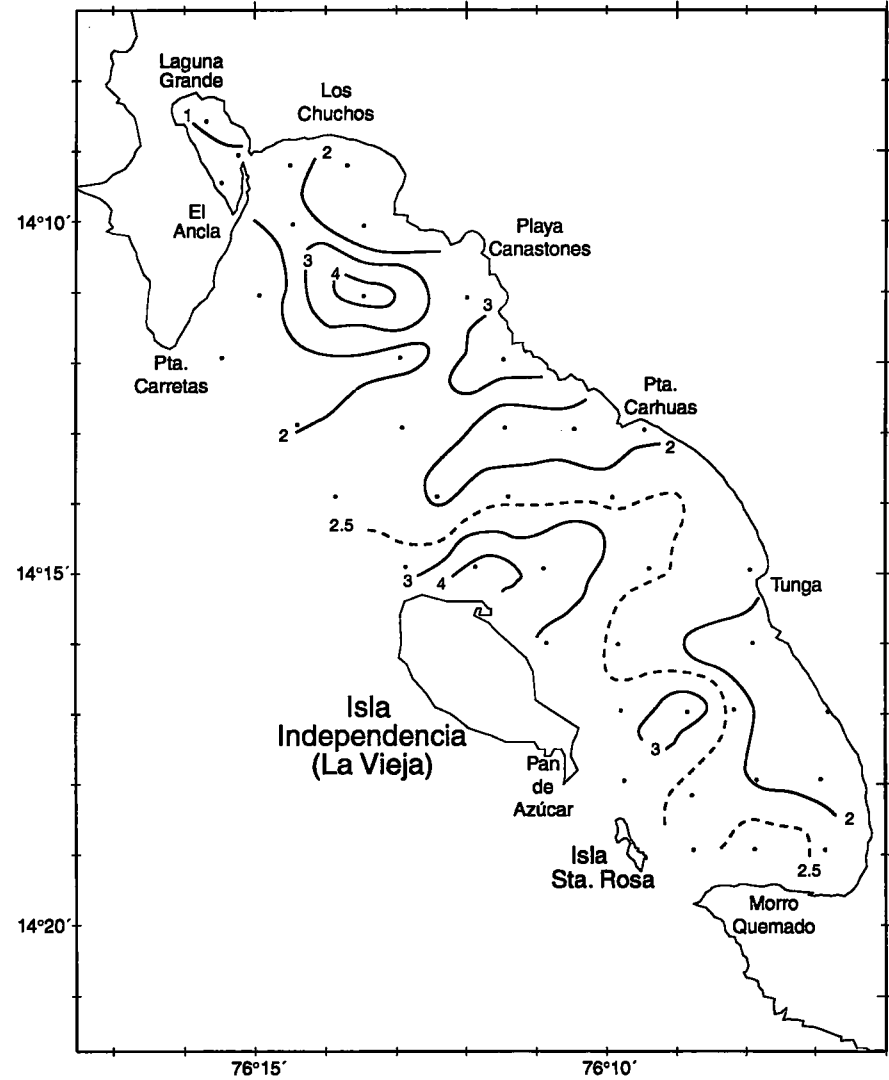 Laguna
Grande
Los
Chuchos
1
2
El
Ancla
14°10′
Playa
Canastones
3
4
3
Pta.
Carretas
Pta.
Carhuas
2
2
2.5
14°15′
3
4
Tunga
Isla
Independencia
(La Vieja)
3
Pan
de
Azúcar
2
Isla
Sta. Rosa
2.5
Morro
Quemado
14°20′
76°15′
76°10′